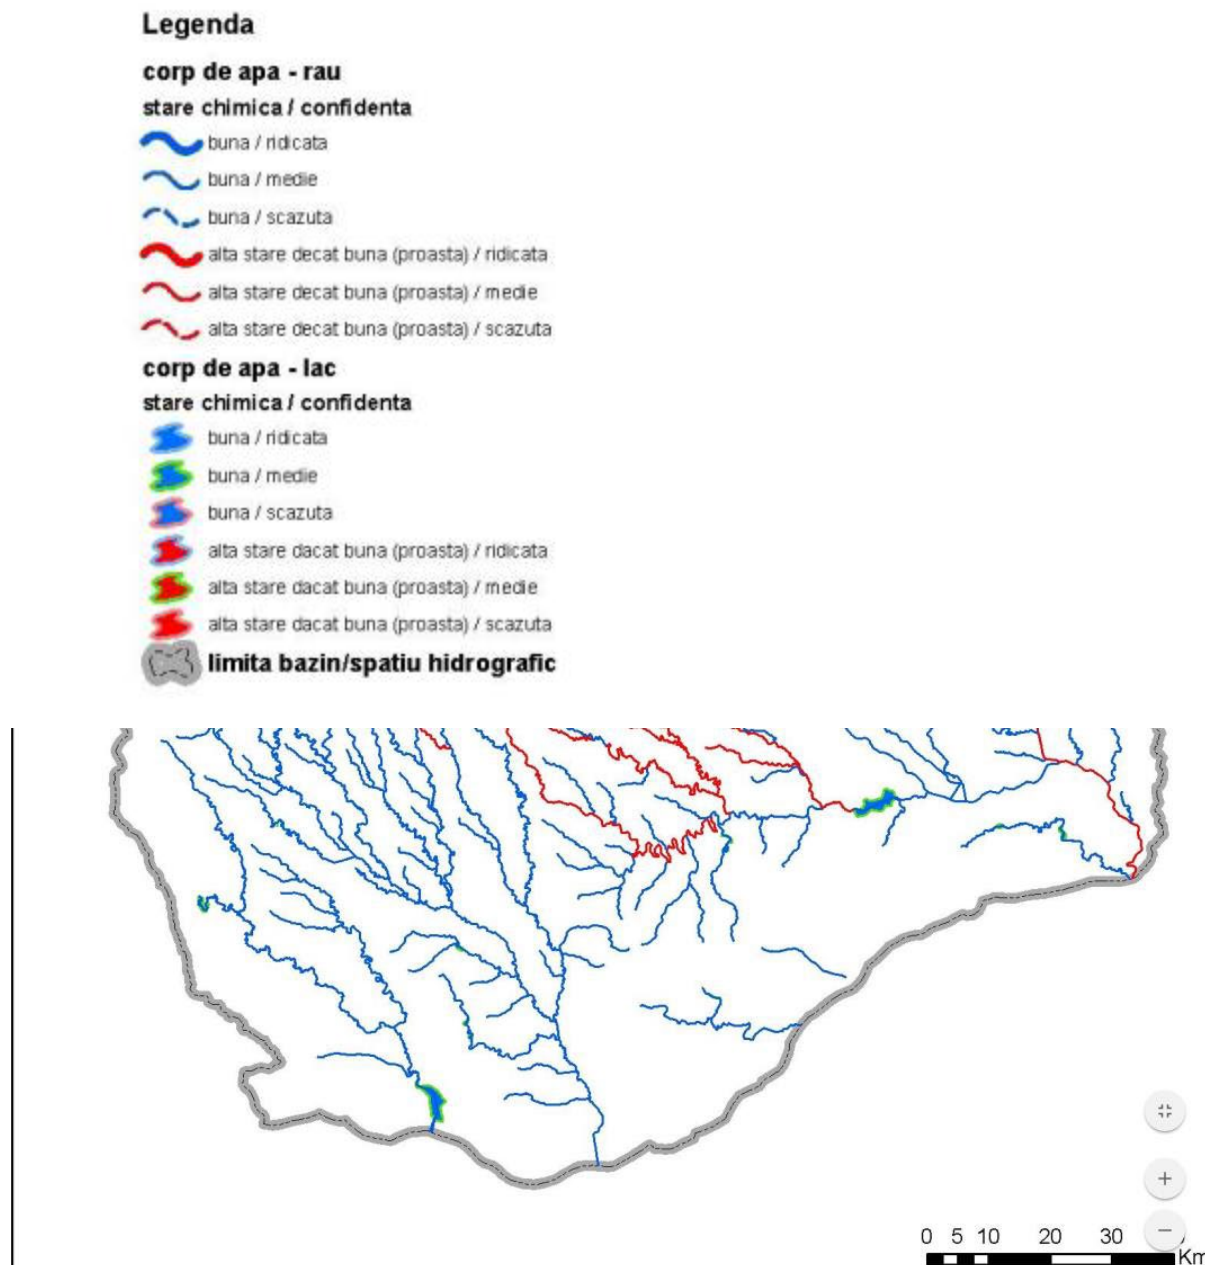 Legenda
corp de apa - rau
stare chimica / confidenta
buna / ridicata
buna / medie
buna / scazuta
alta stare decat buna (proasta) / ridicata
alta stare decat buna (proasta) / medie
alta stare decat buna (proasta) / scazuta
corp de apa - lac
stare chimica / confidenta
buna / ridicata
buna / medie
buna / scazuta
alta stare dacat buna (proasta) / ridicata
alta stare dacat buna (proasta) / medie
alta stare dacat buna (proasta) / scazuta
limita bazin/spatiu hidrografic
0 5 10 20 30
Km